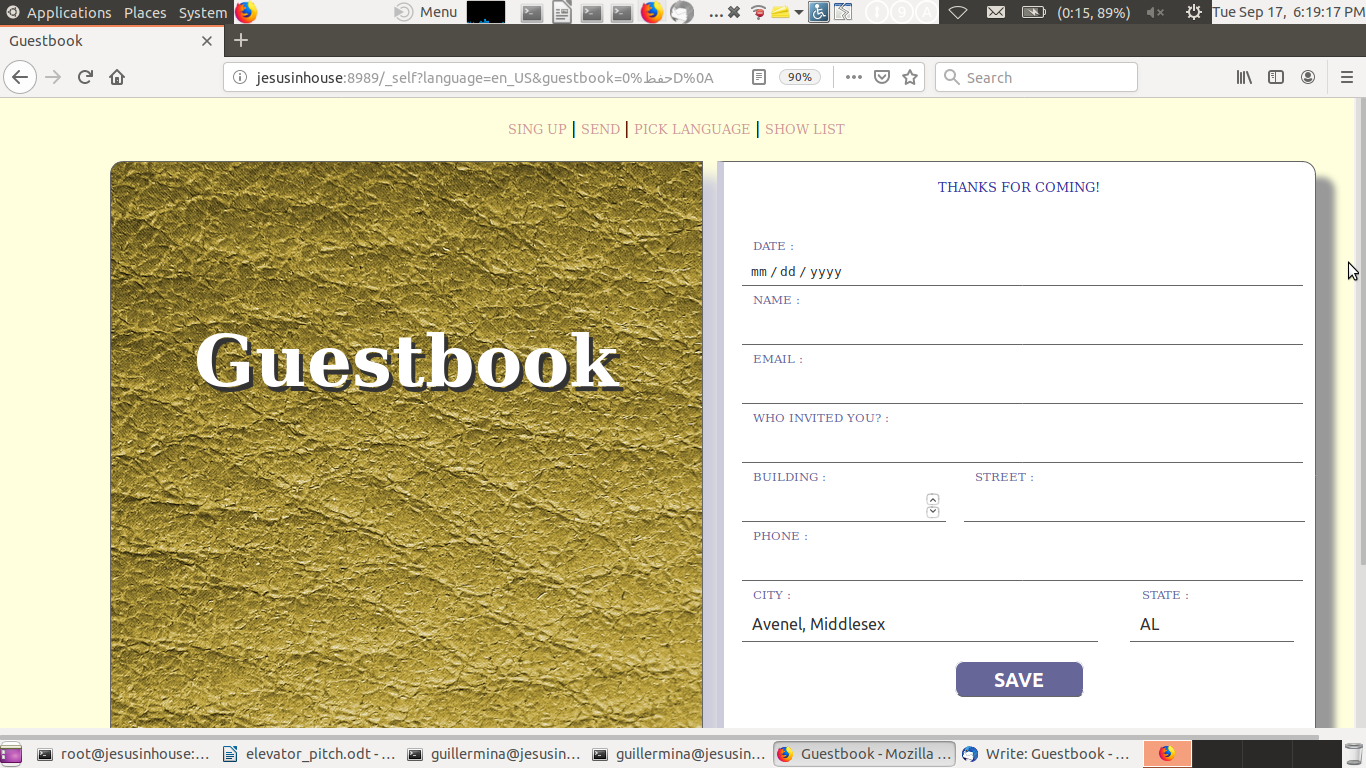 Applications Places System Menu ... (0:15, 89%) Tue Sep 17, 6:19:17 PM
Guestbook
jesusinhouse:8989/_self?language=en_US&guestbook=0%حفظD%0A 90% Search
SING UP | SEND | PICK LANGUAGE | SHOW LIST
THANKS FOR COMING!
DATE :
mm / dd / yyyy
NAME :
Guestbook
EMAIL :
WHO INVITED YOU? :
BUILDING : STREET :
PHONE :
CITY : STATE :
Avenel, Middlesex AL
SAVE
root@jesusinhouse:... elevator_pitch.odt - ... guillermina@jesusin... guillermina@jesusin... Guestbook - Mozilla ... Write: Guestbook - ...